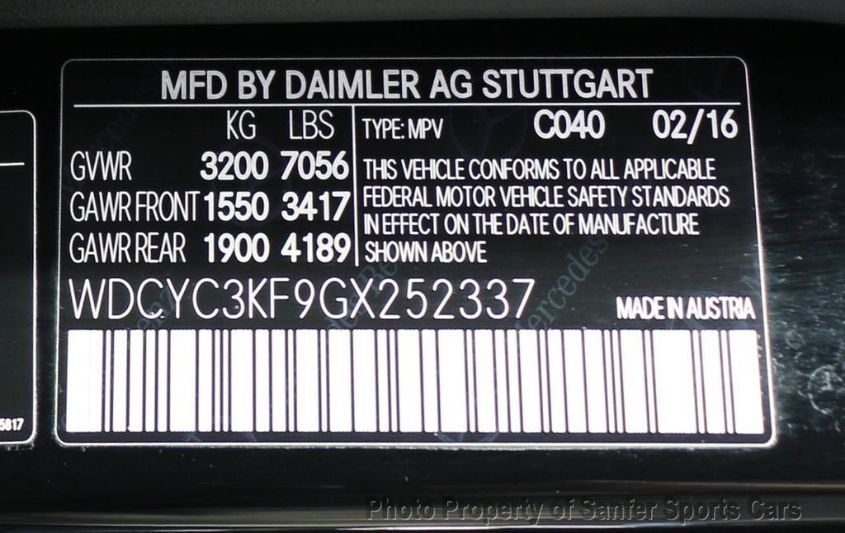 MFD BY DAIMLER AG STUTTGART
KG LBS
GVWR 3200 7056
GAWR FRONT 1550 3417
GAWR REAR 1900 4189
TYPE: MPV C040 02/16
THIS VEHICLE CONFORMS TO ALL APPLICABLE
FEDERAL MOTOR VEHICLE SAFETY STANDARDS
IN EFFECT ON THE DATE OF MANUFACTURE
SHOWN ABOVE
WDCYC3KF9GX252337 MADE IN AUSTRIA
5817
Photo Property of Sanfer Sports Cars